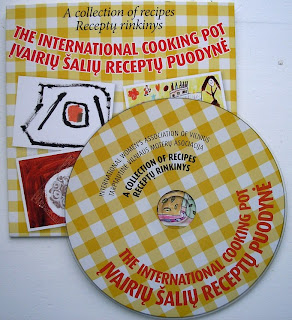 A collection of recipes
Receptų rinkinys
THE INTERNATIONAL COOKING POT
ĮVAIRIŲ ŠALIŲ RECEPTŲ PUODYNĖ
INTERNATIONAL WOMEN'S ASSOCIATION OF VILNIUS
TARPTAUTINĖ VILNIAUS MOTERŲ ASOCIACIJA
A COLLECTION OF RECIPES
RECEPTŲ RINKINYS
THE INTERNATIONAL COOKING POT
ĮVAIRIŲ ŠALIŲ RECEPTŲ PUODYNĖ